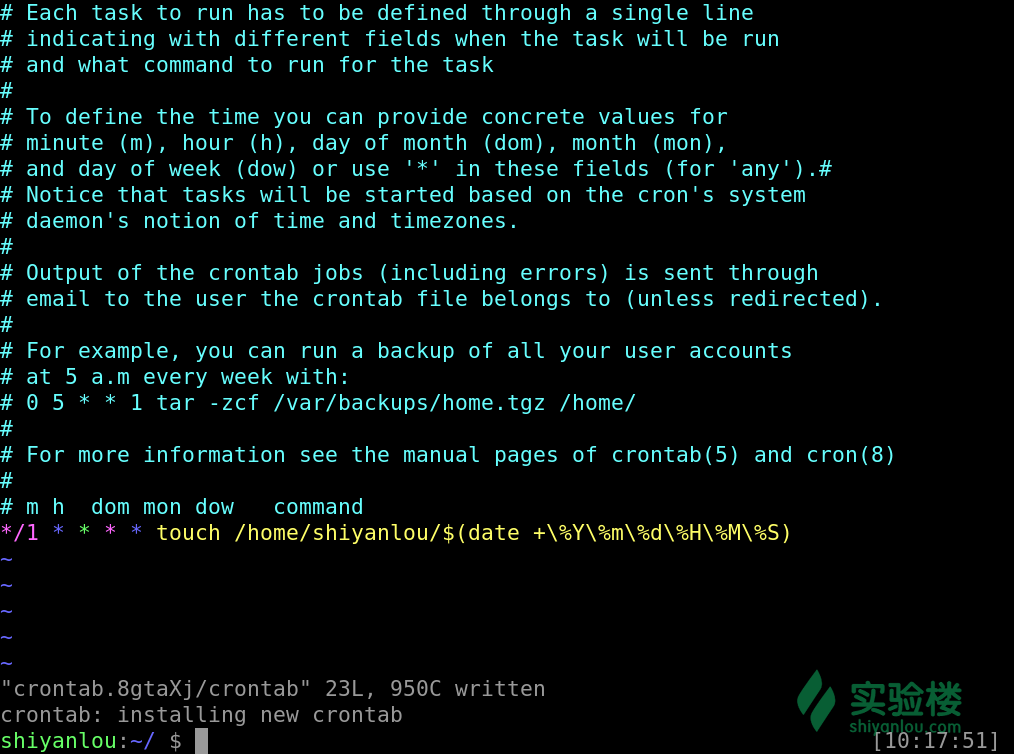 # Each task to run has to be defined through a single line
# indicating with different fields when the task will be run
# and what command to run for the task
#
# To define the time you can provide concrete values for
# minute (m), hour (h), day of month (dom), month (mon),
# and day of week (dow) or use '*' in these fields (for 'any').#
# Notice that tasks will be started based on the cron's system
# daemon's notion of time and timezones.
#
# Output of the crontab jobs (including errors) is sent through
# email to the user the crontab file belongs to (unless redirected).
#
# For example, you can run a backup of all your user accounts
# at 5 a.m every week with:
# 0 5 * * 1 tar -zcf /var/backups/home.tgz /home/
#
# For more information see the manual pages of crontab(5) and cron(8)
#
# m h  dom mon dow   command
*/1 * * * * touch /home/shiyanlou/$(date +\%Y\%m\%d\%H\%M\%S)
~
~
~
~
~
"crontab.8gtaXj/crontab" 23L, 950C written
crontab: installing new crontab
shiyanlou:~/ $ [10:17:51]
实验楼
shiyanlou.com